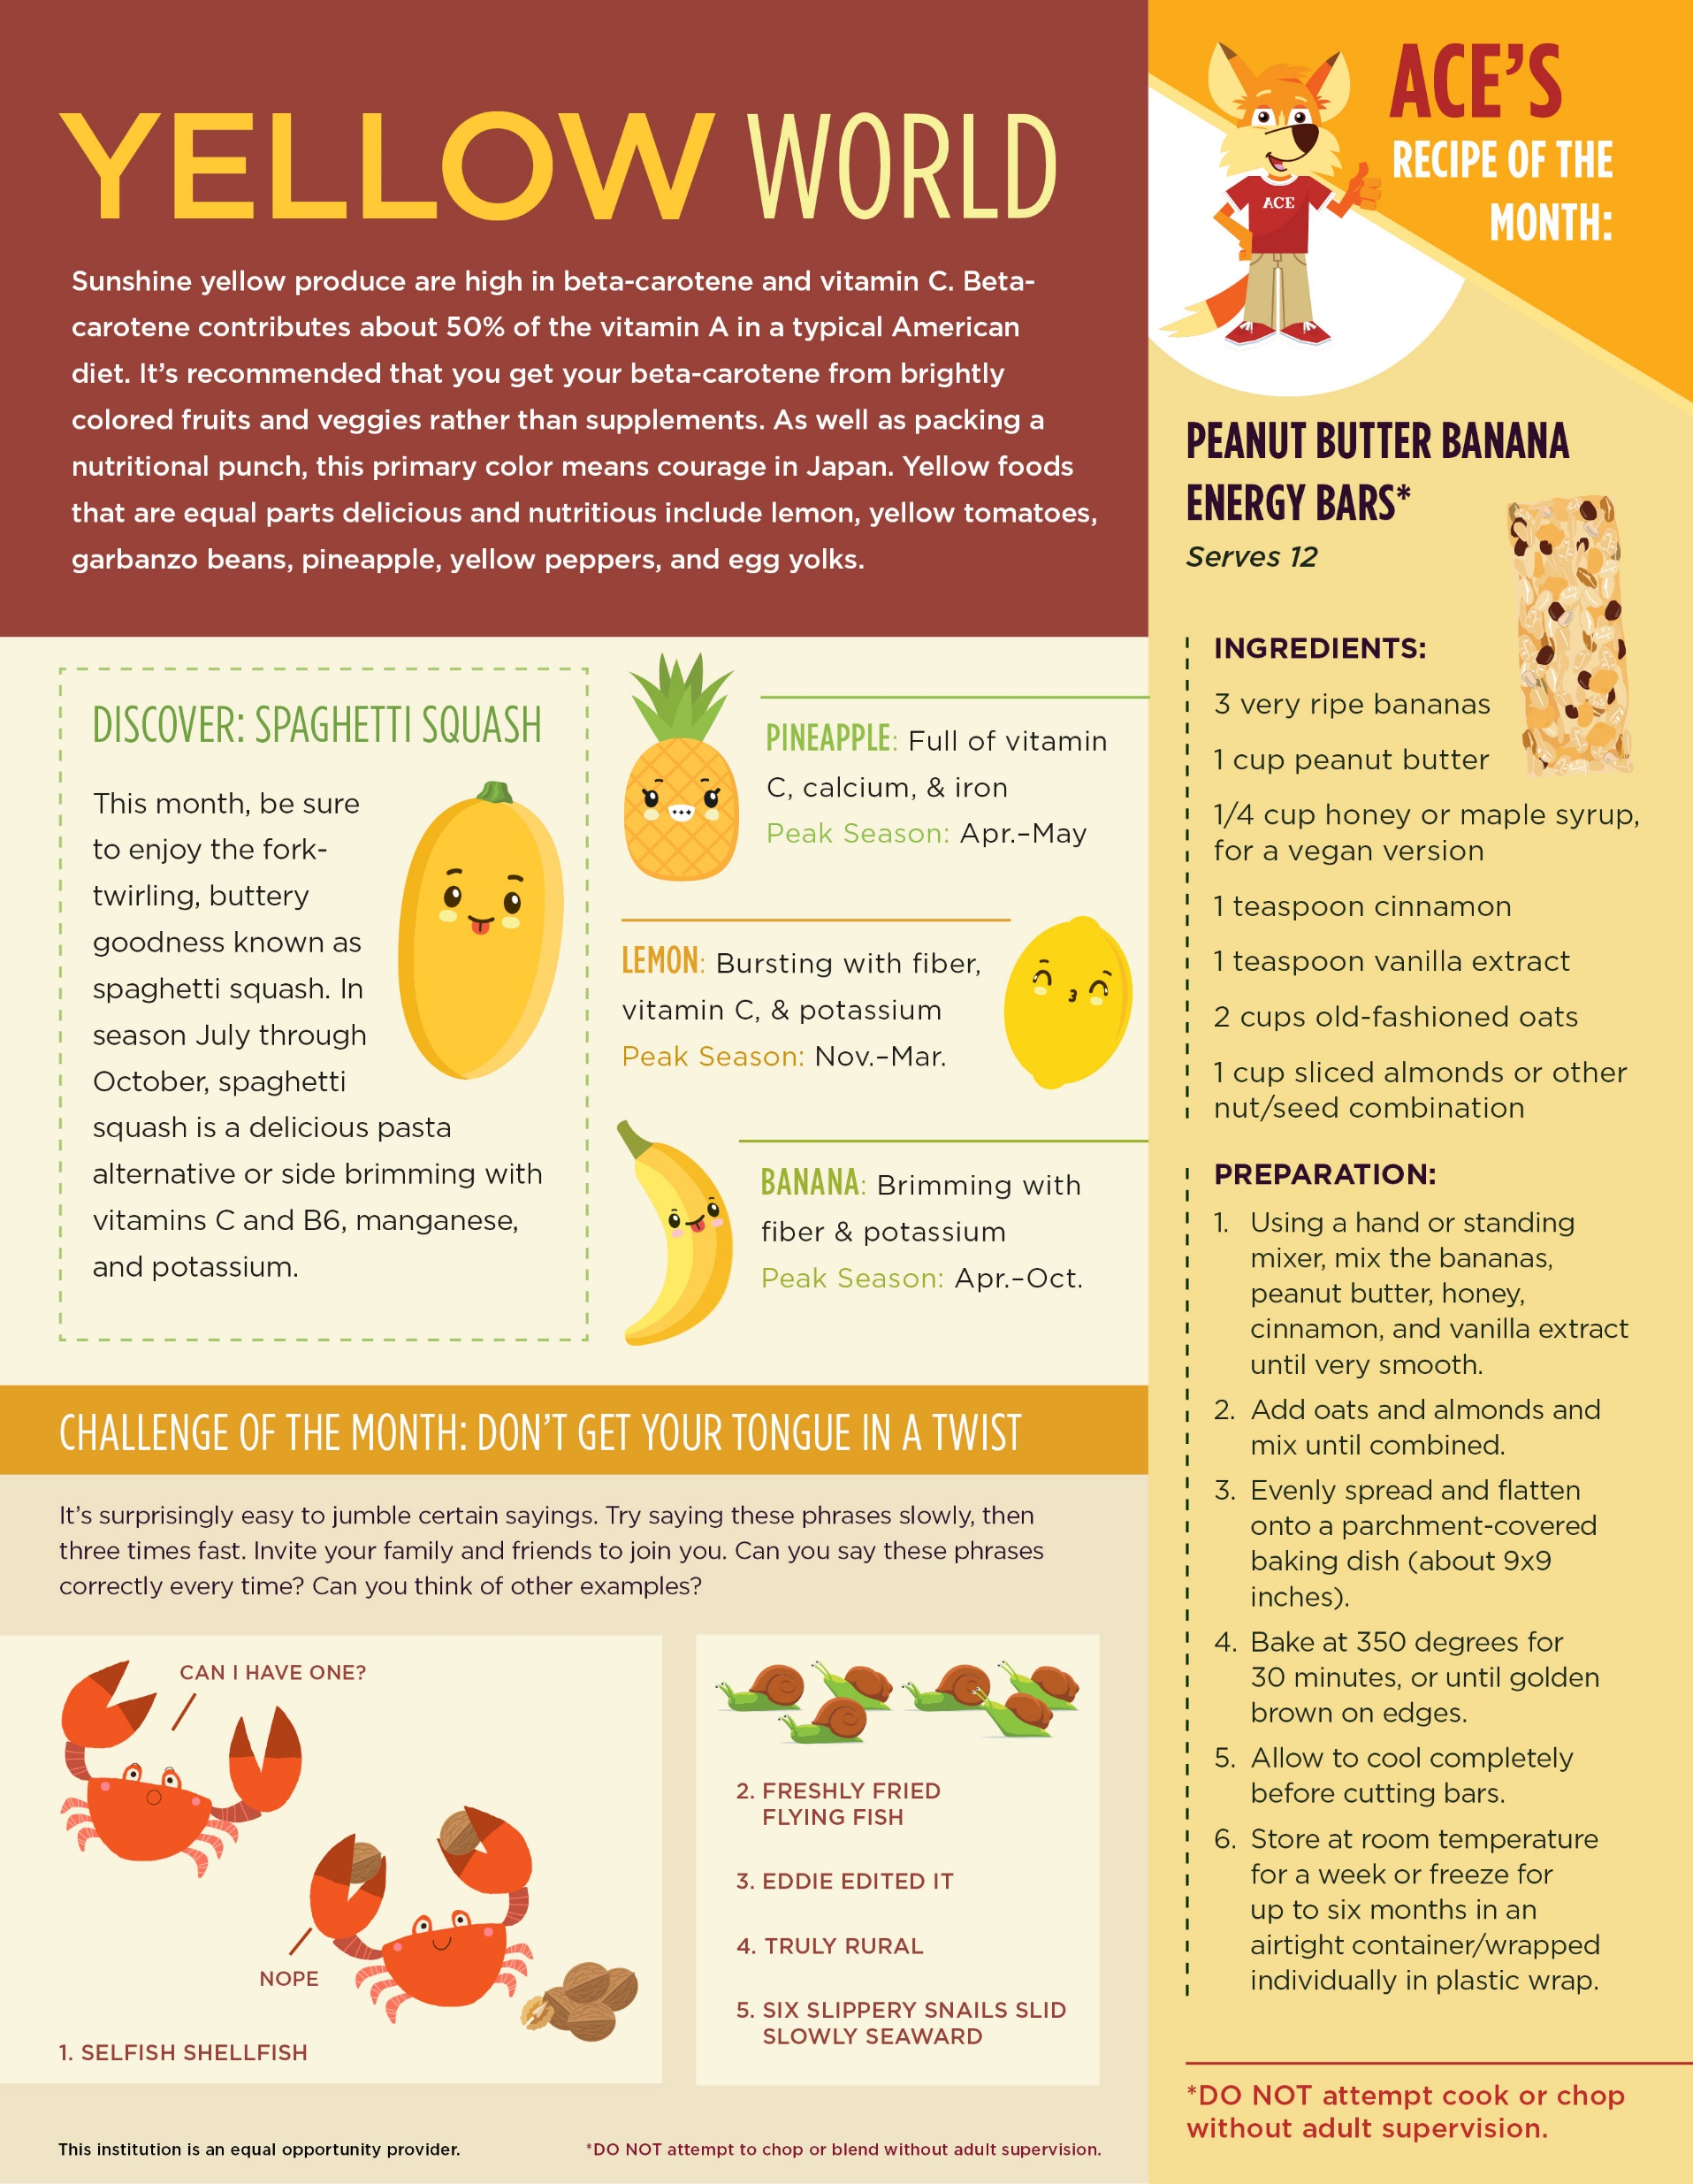 YELLOW WORLD
Sunshine yellow produce are high in beta-carotene and vitamin C. Beta-
carotene contributes about 50% of the vitamin A in a typical American
diet. It's recommended that you get your beta-carotene from brightly
colored fruits and veggies rather than supplements. As well as packing a
nutritional punch, this primary color means courage in Japan. Yellow foods
that are equal parts delicious and nutritious include lemon, yellow tomatoes,
garbanzo beans, pineapple, yellow peppers, and egg yolks.
DISCOVER: SPAGHETTI SQUASH
This month, be sure
to enjoy the fork-
twirling, buttery
goodness known as
spaghetti squash. In
season July through
October, spaghetti
squash is a delicious pasta
alternative or side brimming with
vitamins C and B6, manganese,
and potassium.
PINEAPPLE: Full of vitamin
C, calcium, & iron
Peak Season: Apr.–May
LEMON: Bursting with fiber,
vitamin C, & potassium
Peak Season: Nov.–Mar.
BANANA: Brimming with
fiber & potassium
Peak Season: Apr.–Oct.
CHALLENGE OF THE MONTH: DON'T GET YOUR TONGUE IN A TWIST
It's surprisingly easy to jumble certain sayings. Try saying these phrases slowly, then
three times fast. Invite your family and friends to join you. Can you say these phrases
correctly every time? Can you think of other examples?
CAN I HAVE ONE?
NOPE
1. SELFISH SHELLFISH
2. FRESHLY FRIED
FLYING FISH
3. EDDIE EDITED IT
4. TRULY RURAL
5. SIX SLIPPERY SNAILS SLID
SLOWLY SEAWARD
This institution is an equal opportunity provider.
*DO NOT attempt to chop or blend without adult supervision.
ACE
ACE'S
RECIPE OF THE
MONTH:
PEANUT BUTTER BANANA
ENERGY BARS*
Serves 12
INGREDIENTS:
3 very ripe bananas
1 cup peanut butter
1/4 cup honey or maple syrup,
for a vegan version
1 teaspoon cinnamon
1 teaspoon vanilla extract
2 cups old-fashioned oats
1 cup sliced almonds or other
nut/seed combination
PREPARATION:
1. Using a hand or standing
mixer, mix the bananas,
peanut butter, honey,
cinnamon, and vanilla extract
until very smooth.
2. Add oats and almonds and
mix until combined.
3. Evenly spread and flatten
onto a parchment-covered
baking dish (about 9x9
inches).
4. Bake at 350 degrees for
30 minutes, or until golden
brown on edges.
5. Allow to cool completely
before cutting bars.
6. Store at room temperature
for a week or freeze for
up to six months in an
airtight container/wrapped
individually in plastic wrap.
*DO NOT attempt cook or chop
without adult supervision.